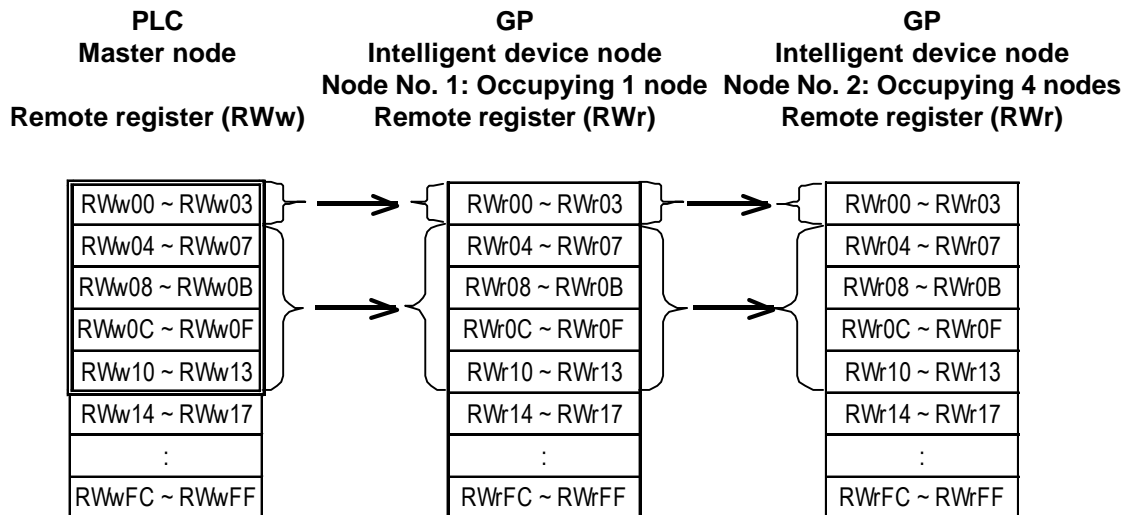 PLC GP GP
Master node Intelligent device node Intelligent device node
Node No. 1: Occupying 1 node Node No. 2: Occupying 4 nodes
Remote register (RWw) Remote register (RWr) Remote register (RWr)
RWw00 ~ RWw03 RWr00 ~ RWr03 RWr00 ~ RWr03
RWw04 ~ RWw07 RWr04 ~ RWr07 RWr04 ~ RWr07
RWw08 ~ RWw0B RWr08 ~ RWr0B RWr08 ~ RWr0B
RWw0C ~ RWw0F RWr0C ~ RWr0F RWr0C ~ RWr0F
RWw10 ~ RWw13 RWr10 ~ RWr13 RWr10 ~ RWr13
RWw14 ~ RWw17 RWr14 ~ RWr17 RWr14 ~ RWr17
: : :
RWwFC ~ RWwFF RWrFC ~ RWrFF RWrFC ~ RWrFF